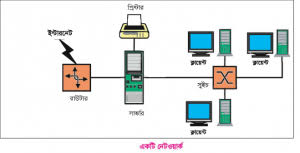 প্রিন্টার
ইন্টারনেট
ক্লায়েন্ট
ক্লায়েন্ট
রাউটার
সার্ভার
সুইচ
ক্লায়েন্ট
একটি নেটওয়ার্ক